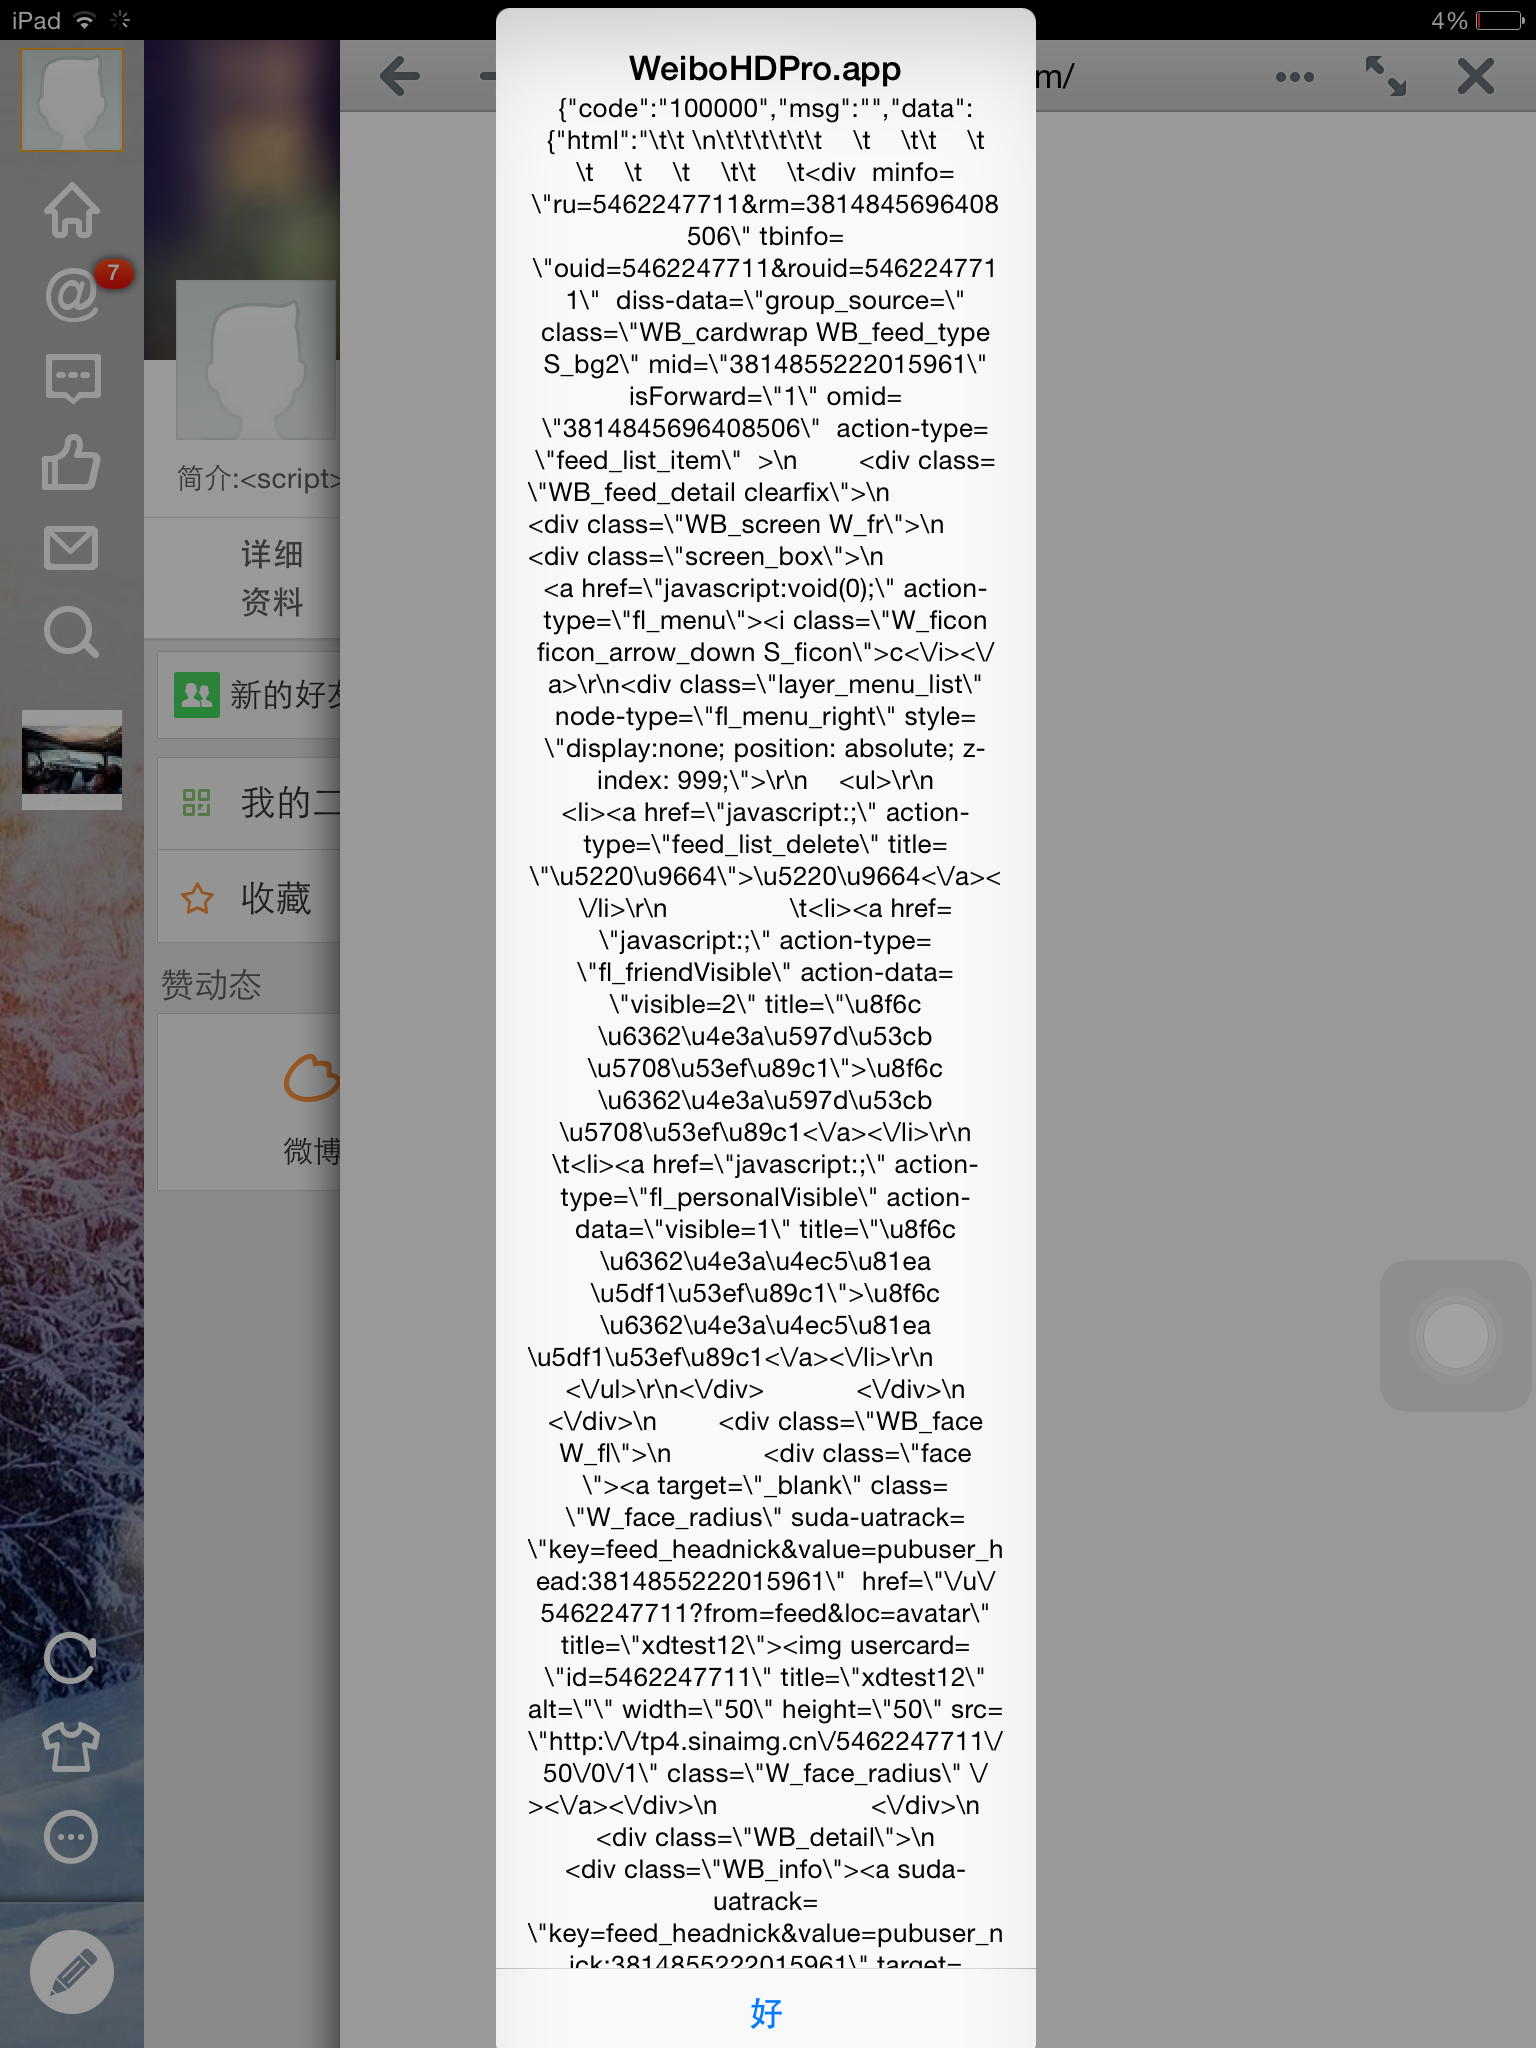 iPad
4%
m/
7
简介:<script>
详细
资料
新的好友
我的二
收藏
赞动态
微博
WeiboHDPro.app
{"code":"100000","msg":"","data":
{"html":"\t\t \n\t\t\t\t\t\t \t \t\t \t
\t \t \t \t\t \t<div minfo=
\"ru=5462247711&rm=3814845696408
506\" tbinfo=
\"ouid=5462247711&rouid=546224771
1\" diss-data=\"group_source=\"
class=\"WB_cardwrap WB_feed_type
S_bg2\" mid=\"3814855222015961\"
isForward=\"1\" omid=
\"3814845696408506\" action-type=
\"feed_list_item\" >\n <div class=
\"WB_feed_detail clearfix\">\n
<div class=\"WB_screen W_fr\">\n
<div class=\"screen_box\">\n
<a href=\"javascript:void(0);\" action-
type=\"fl_menu\"><i class=\"W_ficon
ficon_arrow_down S_ficon\">c<\/i><\/
a>\r\n<div class=\"layer_menu_list\"
node-type=\"fl_menu_right\" style=
\"display:none; position: absolute; z-
index: 999;\">\r\n <ul>\r\n
<li><a href=\"javascript:;\" action-
type=\"feed_list_delete\" title=
\"\u5220\u9664\">\u5220\u9664<\/a><
\/li>\r\n \t<li><a href=
\"javascript:;\" action-type=
\"fl_friendVisible\" action-data=
\"visible=2\" title=\"\u8f6c
\u6362\u4e3a\u597d\u53cb
\u5708\u53ef\u89c1\">\u8f6c
\u6362\u4e3a\u597d\u53cb
\u5708\u53ef\u89c1<\/a><\/li>\r\n
\t<li><a href=\"javascript:;\" action-
type=\"fl_personalVisible\" action-
data=\"visible=1\" title=\"\u8f6c
\u6362\u4e3a\u4ec5\u81ea
\u5df1\u53ef\u89c1\">\u8f6c
\u6362\u4e3a\u4ec5\u81ea
\u5df1\u53ef\u89c1<\/a><\/li>\r\n
<\/ul>\r\n<\/div> <\/div>\n
<\/div>\n <div class=\"WB_face
W_fl\">\n <div class=\"face
\"><a target=\"_blank\" class=
\"W_face_radius\" suda-uatrack=
\"key=feed_headnick&value=pubuser_h
ead:3814855222015961\" href=\"\/u\/
5462247711?from=feed&loc=avatar\"
title=\"xdtest12\"><img usercard=
\"id=5462247711\" title=\"xdtest12\"
alt=\"\" width=\"50\" height=\"50\" src=
\"http:\/\/tp4.sinaimg.cn\/5462247711\/
50\/0\/1\" class=\"W_face_radius\" \/
><\/a><\/div>\n <\/div>\n
<div class=\"WB_detail\">\n
<div class=\"WB_info\"><a suda-
uatrack=
\"key=feed_headnick&value=pubuser_n
ick:3814855222015961\" target=
好